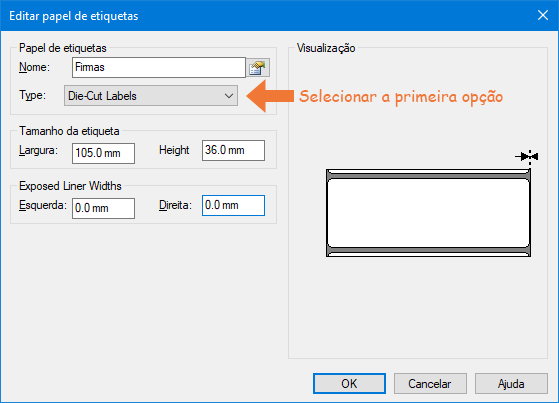 Editar papel de etiquetas
Papel de etiquetas
Nome: Firmas
Type: Die-Cut Labels
Selecionar a primeira opção
Tamanho da etiqueta
Largura: 105.0 mm Height 36.0 mm
Exposed Liner Widths
Esquerda: 0.0 mm Direita: 0.0 mm
Visualização
OK Cancelar Ajuda